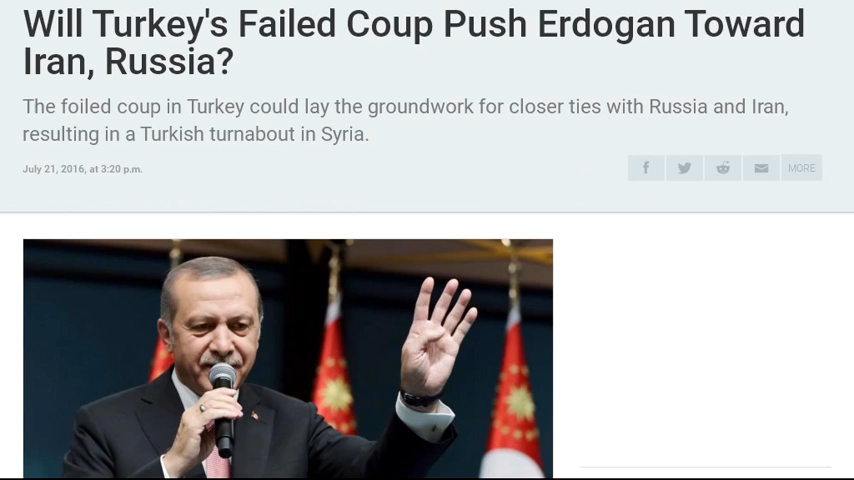 Will Turkey's Failed Coup Push Erdogan Toward
Iran, Russia?
The foiled coup in Turkey could lay the groundwork for closer ties with Russia and Iran,
resulting in a Turkish turnabout in Syria.
July 21, 2016, at 3:20 p.m.
MORE